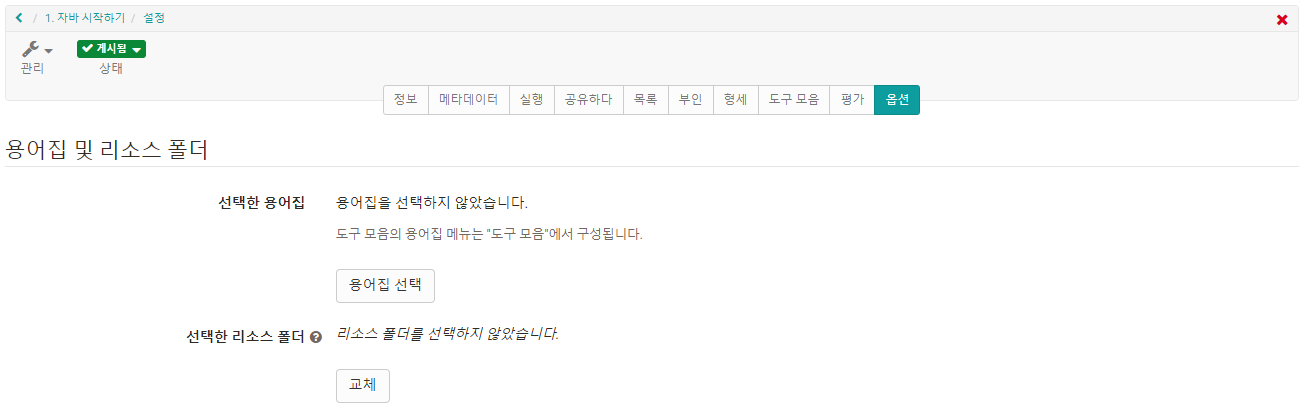 / 1. 자바 시작하기 / 설정
관리
게시됨
상태
정보 메타데이터 실행 공유하다 목록 부인 형세 도구 모음 평가 옵션
용어집 및 리소스 폴더
선택한 용어집 용어집을 선택하지 않았습니다.
도구 모음의 용어집 메뉴는 "도구 모음"에서 구성됩니다.
용어집 선택
선택한 리소스 폴더 리소스 폴더를 선택하지 않았습니다.
교체